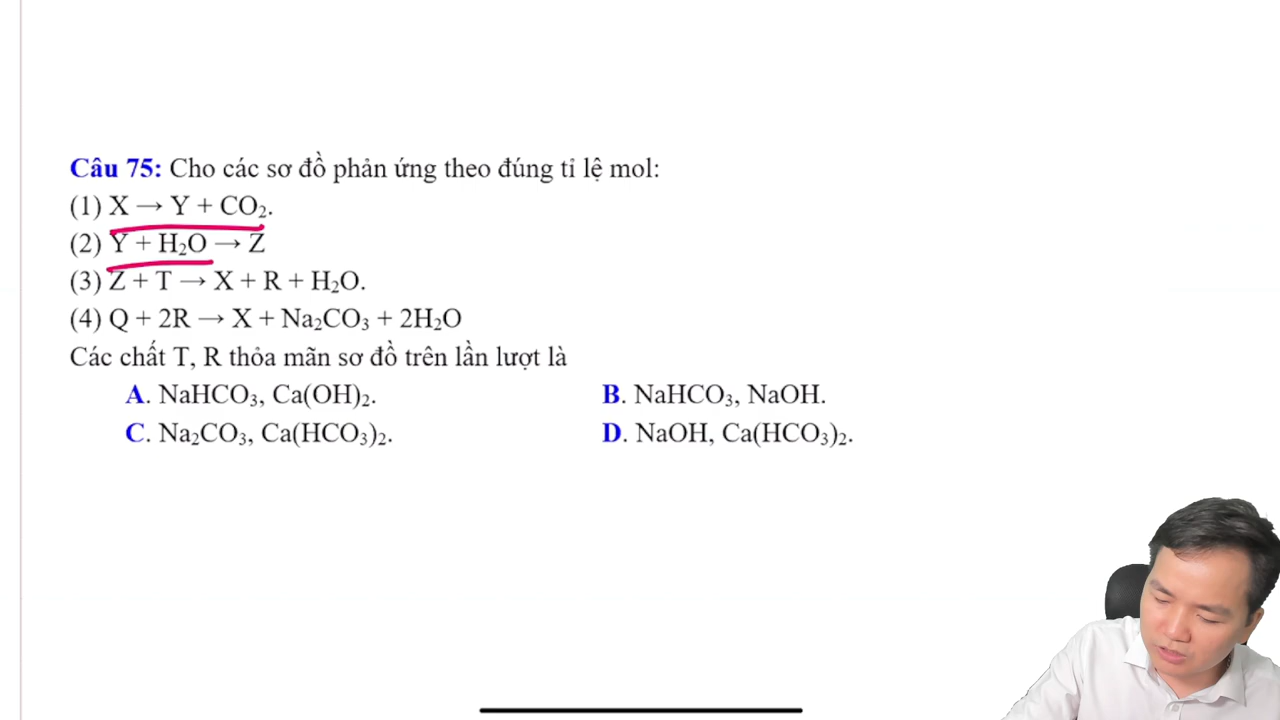 Câu 75: Cho các sơ đồ phản ứng theo đúng tỉ lệ mol:
(1) X → Y + CO₂.
(2) Y + H₂O → Z
(3) Z + T → X + R + H₂O.
(4) Q + 2R → X + Na₂CO₃ + 2H₂O
Các chất T, R thỏa mãn sơ đồ trên lần lượt là
A. NaHCO₃, Ca(OH)₂. B. NaHCO₃, NaOH.
C. Na₂CO₃, Ca(HCO₃)₂. D. NaOH, Ca(HCO₃)₂.